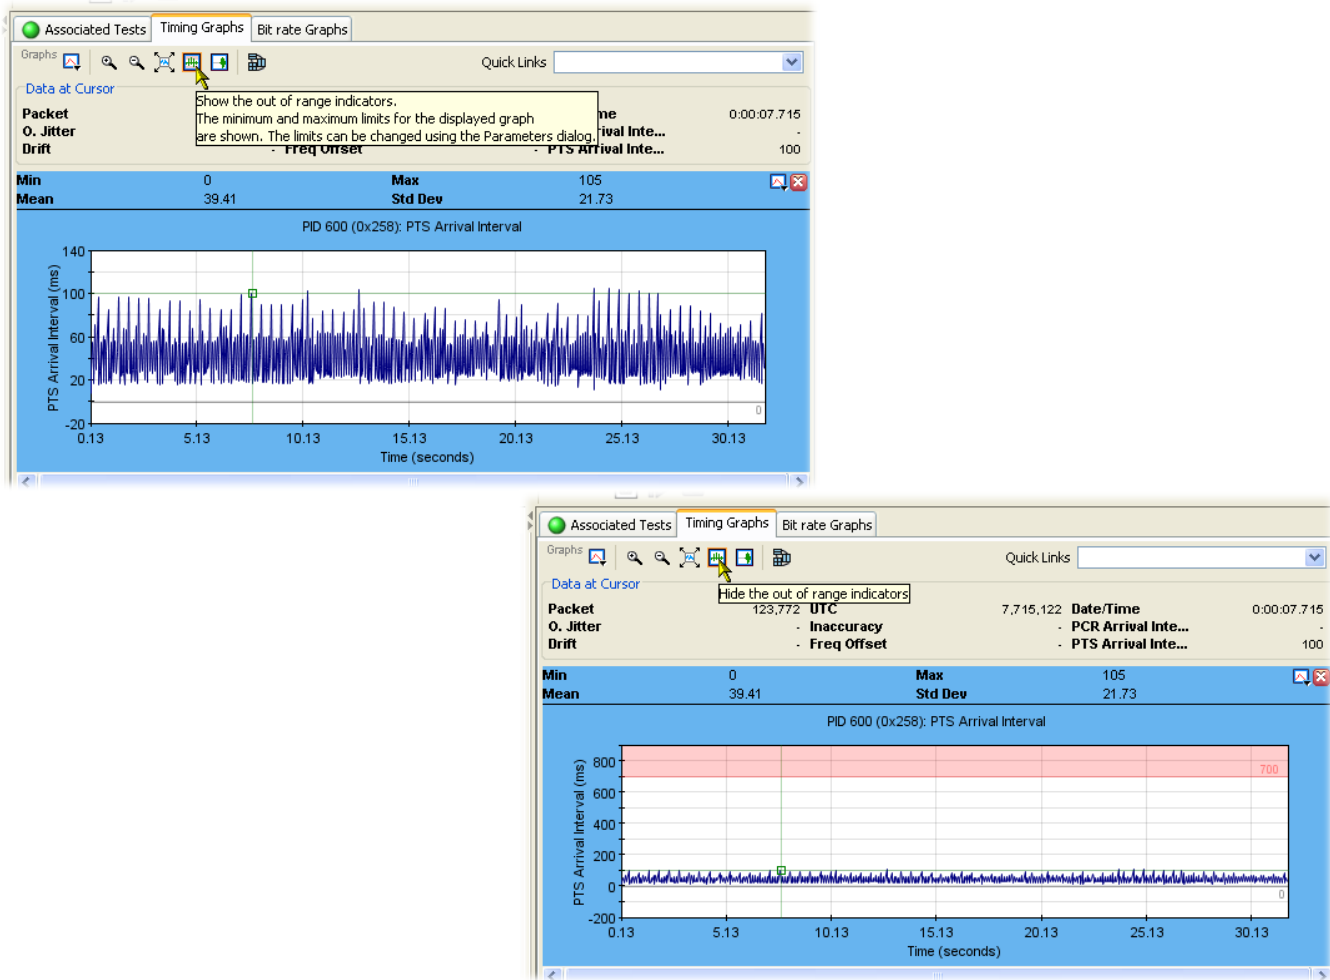 Associated Tests Timing Graphs Bit rate Graphs
Graphs Quick Links
Data at Cursor
Show the out of range indicators.
The minimum and maximum limits for the displayed graph
are shown. The limits can be changed using the Parameters dialog.
Packet me 0:00:07.715
O. Jitter rival Inte... -
Drift - Freq Offset - PTS Arrival Inte... 100
Min 0 Max 105
Mean 39.41 Std Dev 21.73
PID 600 (0x258): PTS Arrival Interval
PTS Arrival Interval (ms)
140
100
60
20
-20
0
0.13 5.13 10.13 15.13 20.13 25.13 30.13
Time (seconds)
Associated Tests Timing Graphs Bit rate Graphs
Graphs Quick Links
Data at Cursor
Hide the out of range indicators
Packet 123,772 UTC 7,715,122 Date/Time 0:00:07.715
O. Jitter - Inaccuracy - PCR Arrival Inte... -
Drift - Freq Offset - PTS Arrival Inte... 100
Min 0 Max 105
Mean 39.41 Std Dev 21.73
PID 600 (0x258): PTS Arrival Interval
PTS Arrival Interval (ms)
800
700
600
400
200
0
0
-200
0.13 5.13 10.13 15.13 20.13 25.13 30.13
Time (seconds)